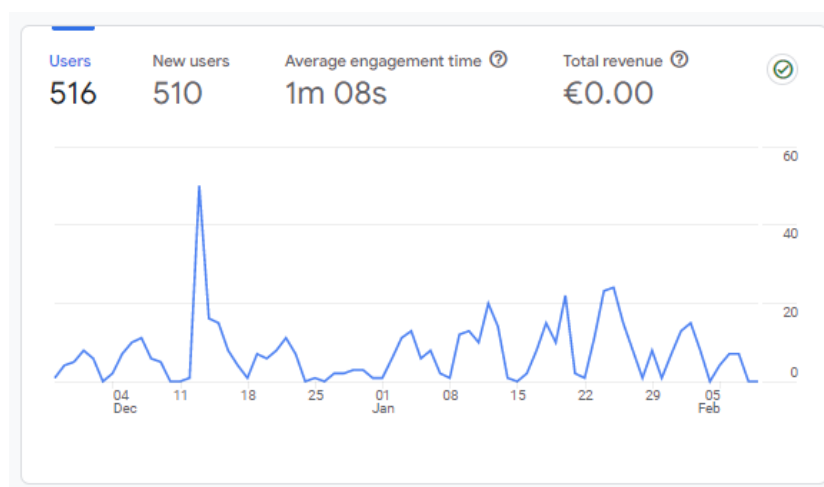 Users New users Average engagement time Total revenue
516 510 1m 08s €0.00
60
40
20
0
04 11 18 25 01 08 15 22 29 05
Dec Jan Feb